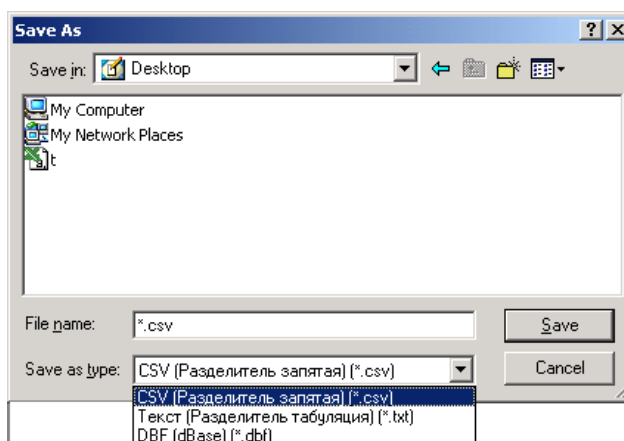 Save As
Save in: Desktop
My Computer
My Network Places
t
File name: *.csv Save
Save as type: CSV (Разделитель запятая) (*.csv) Cancel
CSV (Разделитель запятая) (*.csv)
Текст (Разделитель табуляция) (*.txt)
DBF (dBase) (*.dbf)